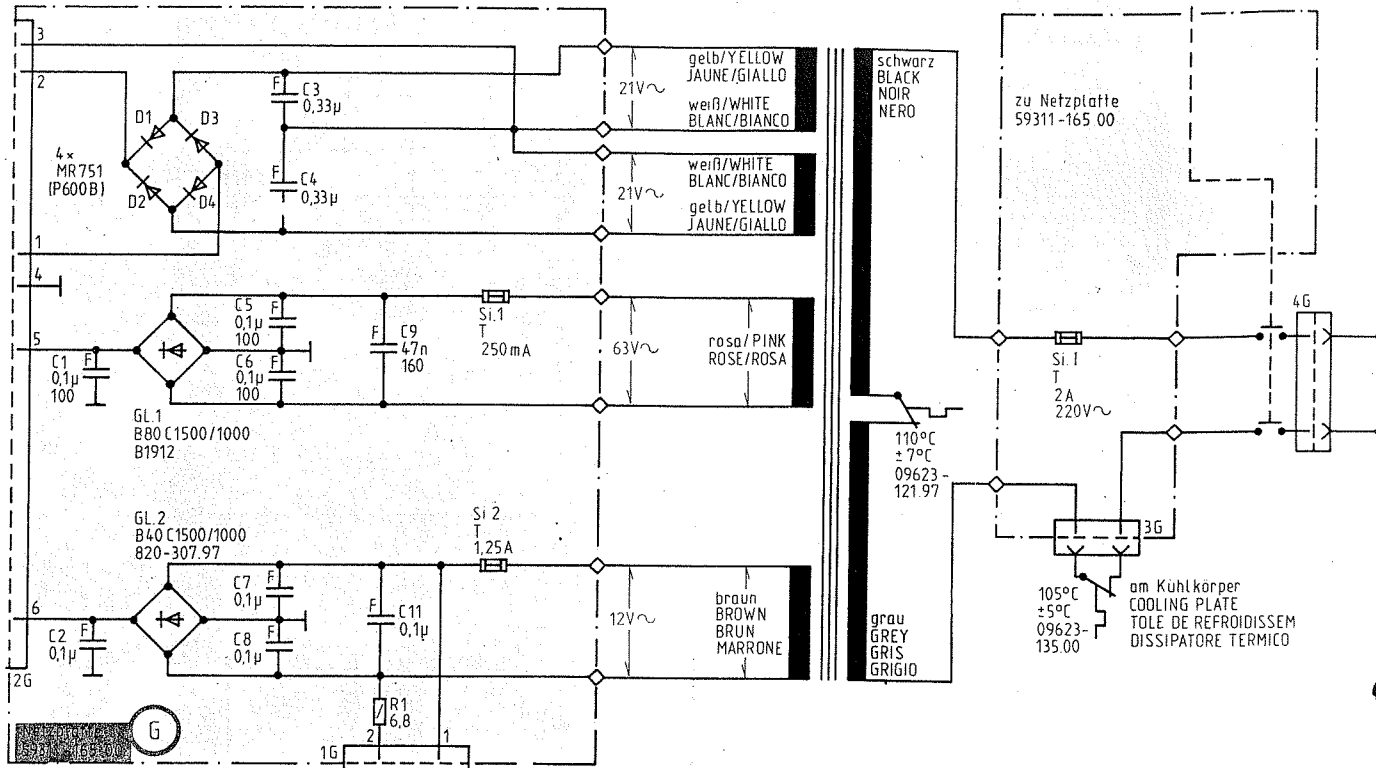 3
2
D1
D3
4×
MR751
(P600B)
D2
D4
1
4
5
6
2G
F
C3
0,33µ
F
C4
0,33µ
21V~
21V~
gelb/YELLOW
JAUNE/GIALLO
weiß/WHITE
BLANC/BIANCO
weiß/WHITE
BLANC/BIANCO
gelb/YELLOW
JAUNE/GIALLO
F
C1
0,1µ
100
C5
0,1µ
100
F
F
C6
0,1µ
100
F
C9
47n
160
Si.1
T
250mA
63V~
rosa/PINK
ROSE/ROSA
GL.1
B80 C1500/1000
B1912
GL.2
B40 C1500/1000
820-307.97
F
C2
0,1µ
C7
0,1µ
F
C8
0,1µ
F
F
C11
0,1µ
Si 2
T
1,25A
12V~
braun
BROWN
BRUN
MARRONE
R1
6,8
2
1
1G
Netzplatte
59311-165 00
G
schwarz
BLACK
NOIR
NERO
110°C
±7°C
09623-
121.97
grau
GREY
GRIS
GRIGIO
zu Netzplatte
59311-165 00
Si.1
T
2A
220V~
4G
3G
105°C
±5°C
09623-
135.00
am Kühlkörper
COOLING PLATE
TOLE DE REFROIDISSEM
DISSIPATORE TERMICO